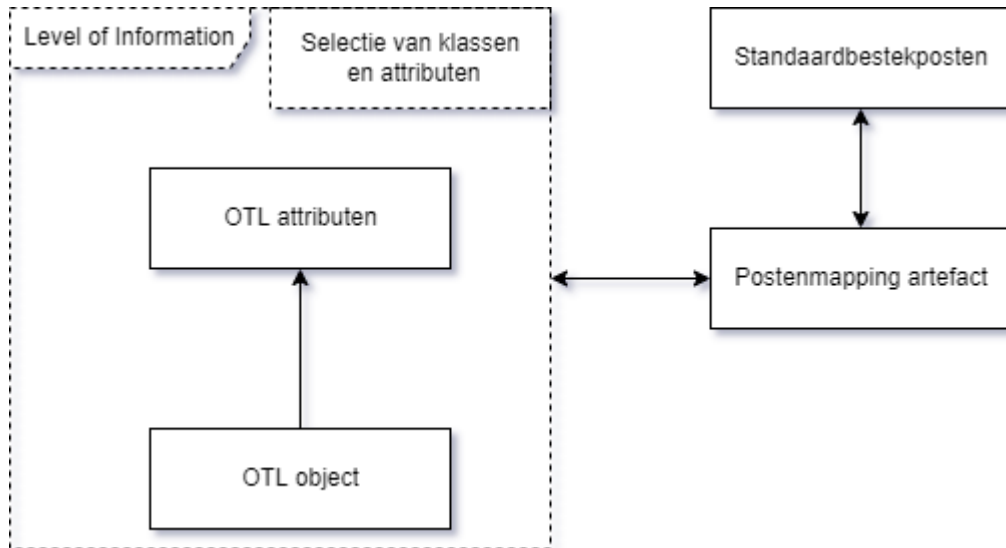 Level of Information
Selectie van klassen
en attributen
Standaardbestekposten
OTL attributen
Postenmapping artefact
OTL object